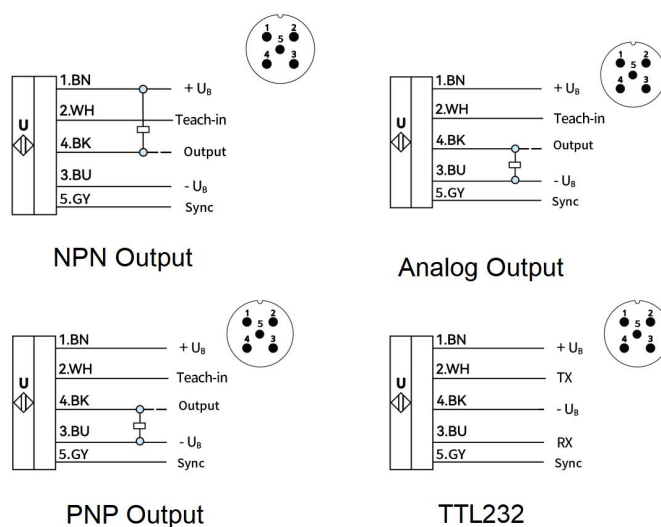 1 2
5
4 3
1.BN + UB
2.WH Teach-in
U
4.BK Output
3.BU - UB
5.GY Sync
NPN Output
1 2
5
4 3
1.BN + UB
2.WH Teach-in
U
4.BK Output
3.BU - UB
5.GY Sync
Analog Output
1 2
5
4 3
1.BN + UB
2.WH Teach-in
U
4.BK Output
3.BU - UB
5.GY Sync
PNP Output
1 2
5
4 3
1.BN + UB
2.WH TX
U
4.BK - UB
3.BU RX
5.GY Sync
TTL232